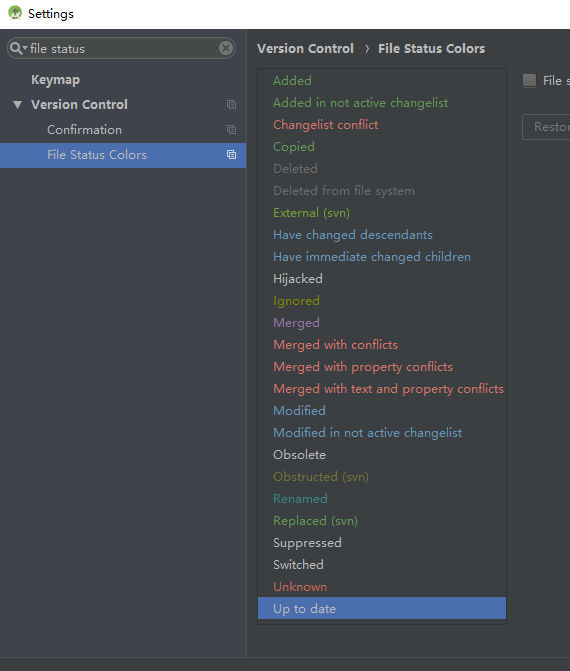 Settings
file status
Keymap
Version Control
Confirmation
File Status Colors
Version Control › File Status Colors
Added
Added in not active changelist
Changelist conflict
Copied
Deleted
Deleted from file system
External (svn)
Have changed descendants
Have immediate changed children
Hijacked
Ignored
Merged
Merged with conflicts
Merged with property conflicts
Merged with text and property conflicts
Modified
Modified in not active changelist
Obsolete
Obstructed (svn)
Renamed
Replaced (svn)
Suppressed
Switched
Unknown
Up to date
File s
Restor